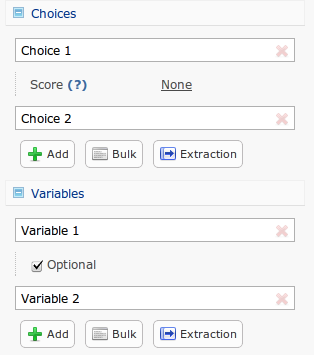 Choices
Choice 1
Score (?) None
Choice 2
Add Bulk Extraction
Variables
Variable 1
Optional
Variable 2
Add Bulk Extraction